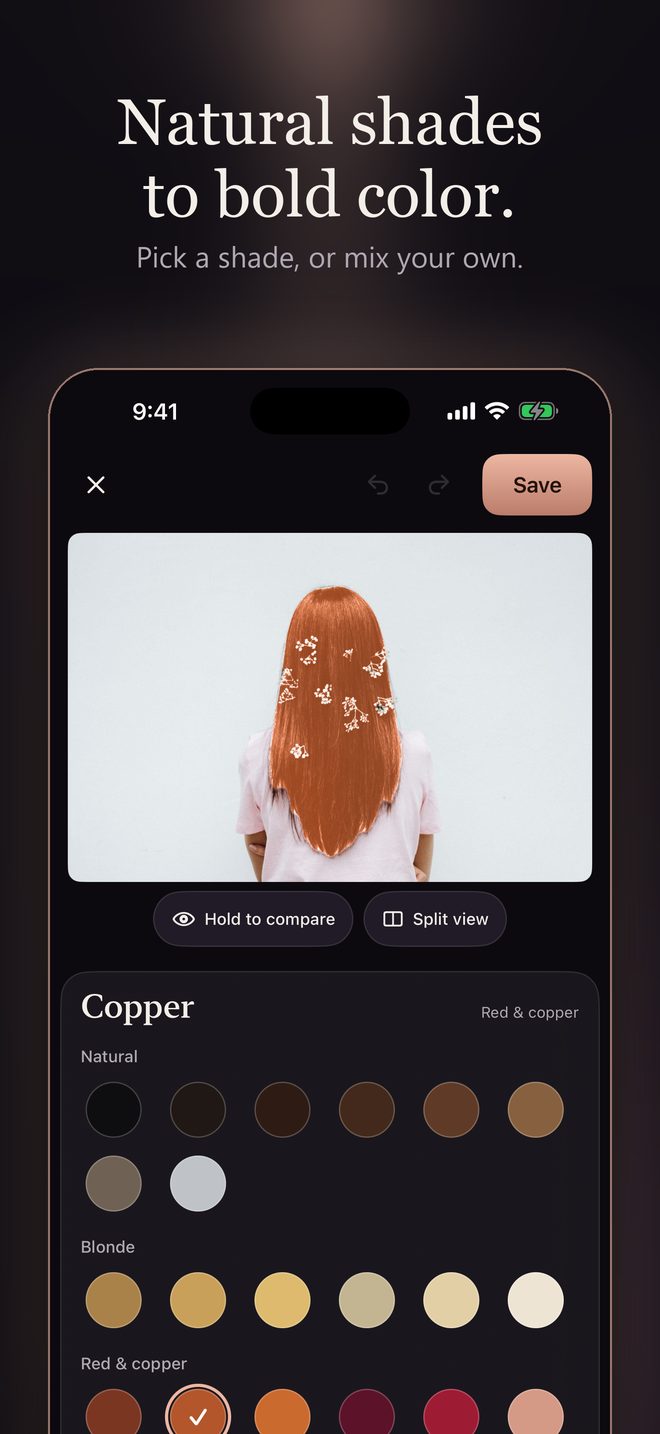 Natural shades
to bold color.
Pick a shade, or mix your own.
9:41
Save
Hold to compare
Split view
Copper
Red & copper
Natural
Blonde
Red & copper